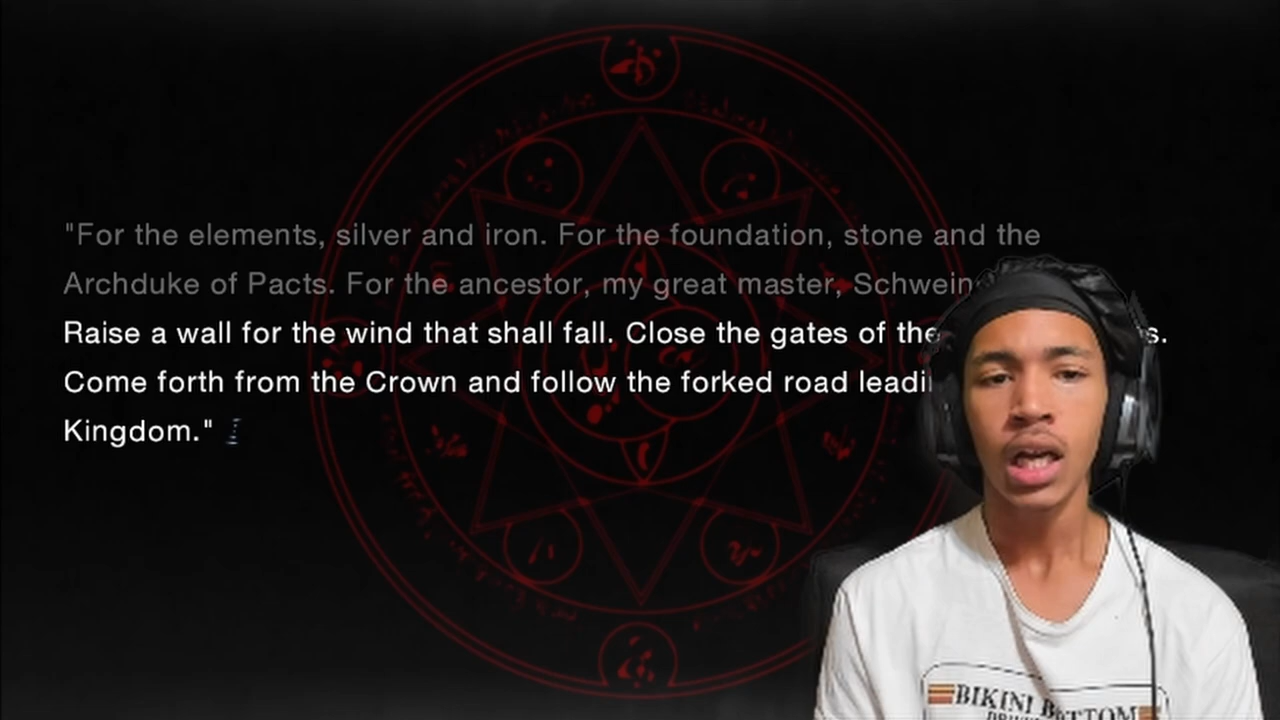 "For the elements, silver and iron. For the foundation, stone and the
Archduke of Pacts. For the ancestor, my great master,
Raise a wall for the wind that shall fall. Close the gates of the
Come forth from the Crown and follow the forked road
Kingdom."
BIKINI BOTTOM